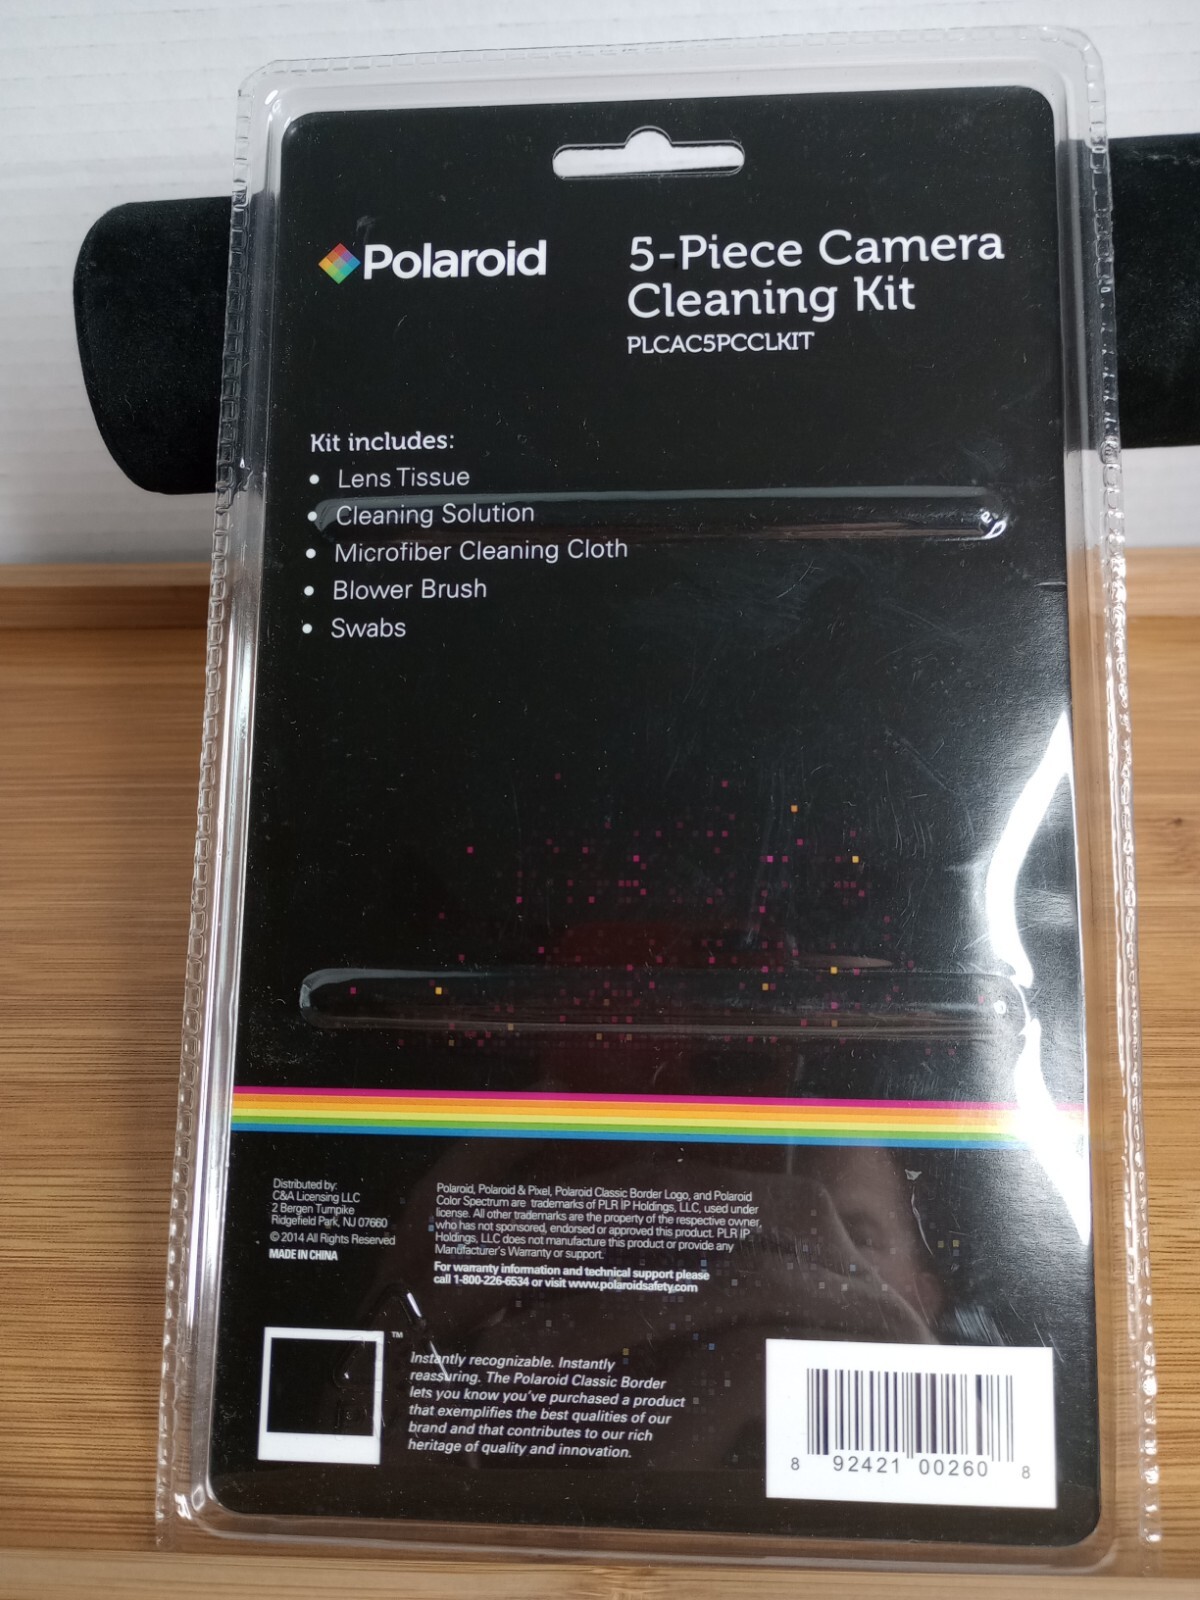 Polaroid
5-Piece Camera
Cleaning Kit
PLCAC5PCCLKIT
Kit includes:
• Lens Tissue
• Cleaning Solution
• Microfiber Cleaning Cloth
• Blower Brush
• Swabs
Distributed by:
C&A Licensing LLC
2 Bergen Turnpike
Ridgefield Park, NJ 07660
© 2014 All Rights Reserved
MADE IN CHINA
Polaroid, Polaroid & Pixel, Polaroid Classic Border Logo, and Polaroid
Color Spectrum are trademarks of PLR IP Holdings, LLC, used under
license. All other trademarks are the property of the respective owner,
who has not sponsored, endorsed or approved this product. PLR IP
Holdings, LLC does not manufacture this product or provide any
Manufacturer's Warranty or support.
For warranty information and technical support please
call 1-800-226-6534 or visit www.polaroidsafety.com
TM
Instantly recognizable. Instantly
reassuring. The Polaroid Classic Border
lets you know you've purchased a product
that exemplifies the best qualities of our
brand and that contributes to our rich
heritage of quality and innovation.
8 92421 00260 8